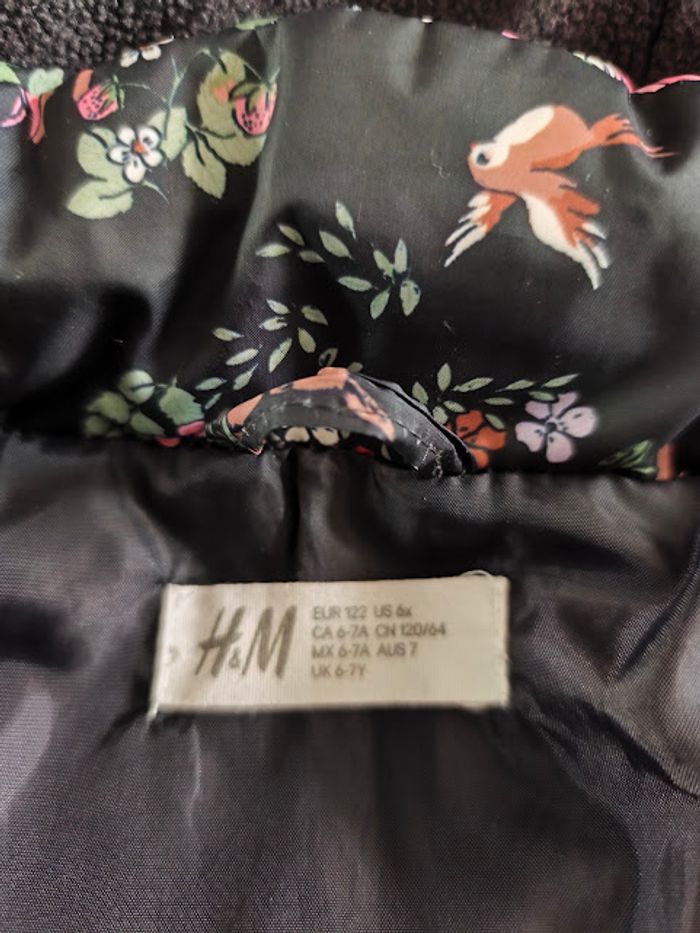 H&M
EUR 122 US 6x
CA 6-7A CN 120/64
MX 6-7A AUS 7
UK 6-7Y